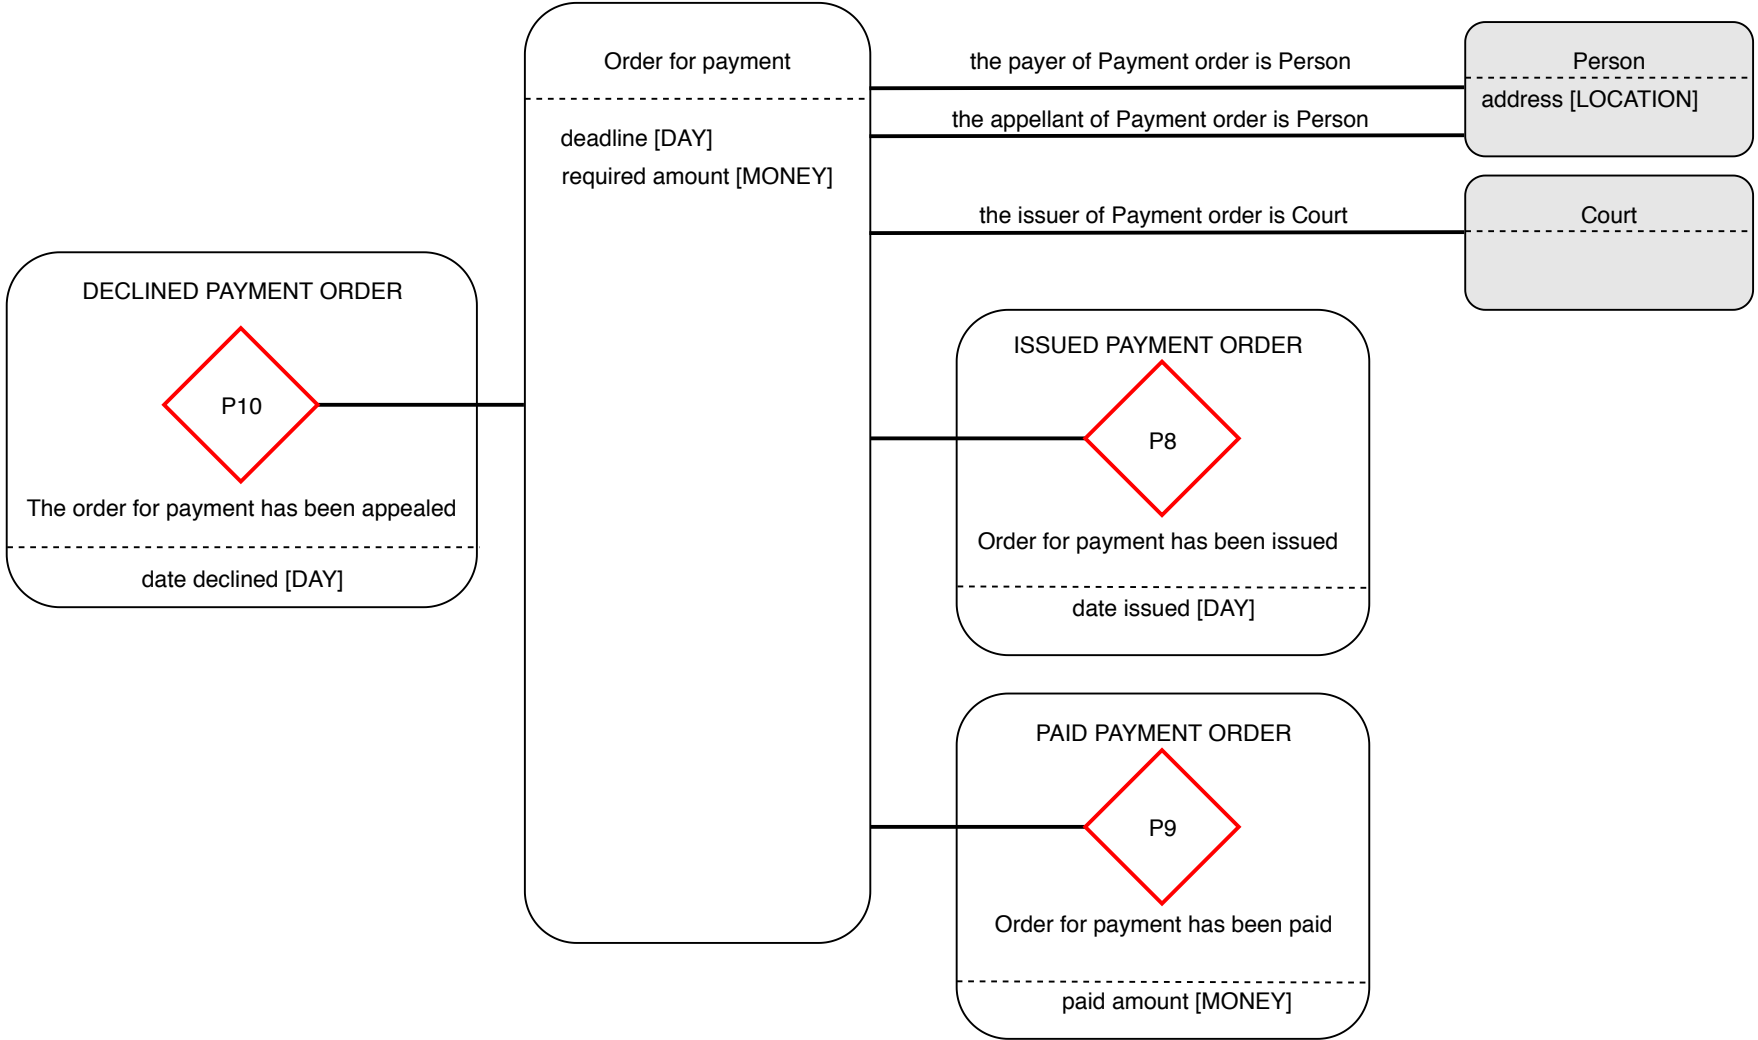 Order for payment
deadline [DAY]
required amount [MONEY]
the payer of Payment order is Person
the appellant of Payment order is Person
the issuer of Payment order is Court
Person
address [LOCATION]
Court
DECLINED PAYMENT ORDER
P10
The order for payment has been appealed
date declined [DAY]
ISSUED PAYMENT ORDER
P8
Order for payment has been issued
date issued [DAY]
PAID PAYMENT ORDER
P9
Order for payment has been paid
paid amount [MONEY]